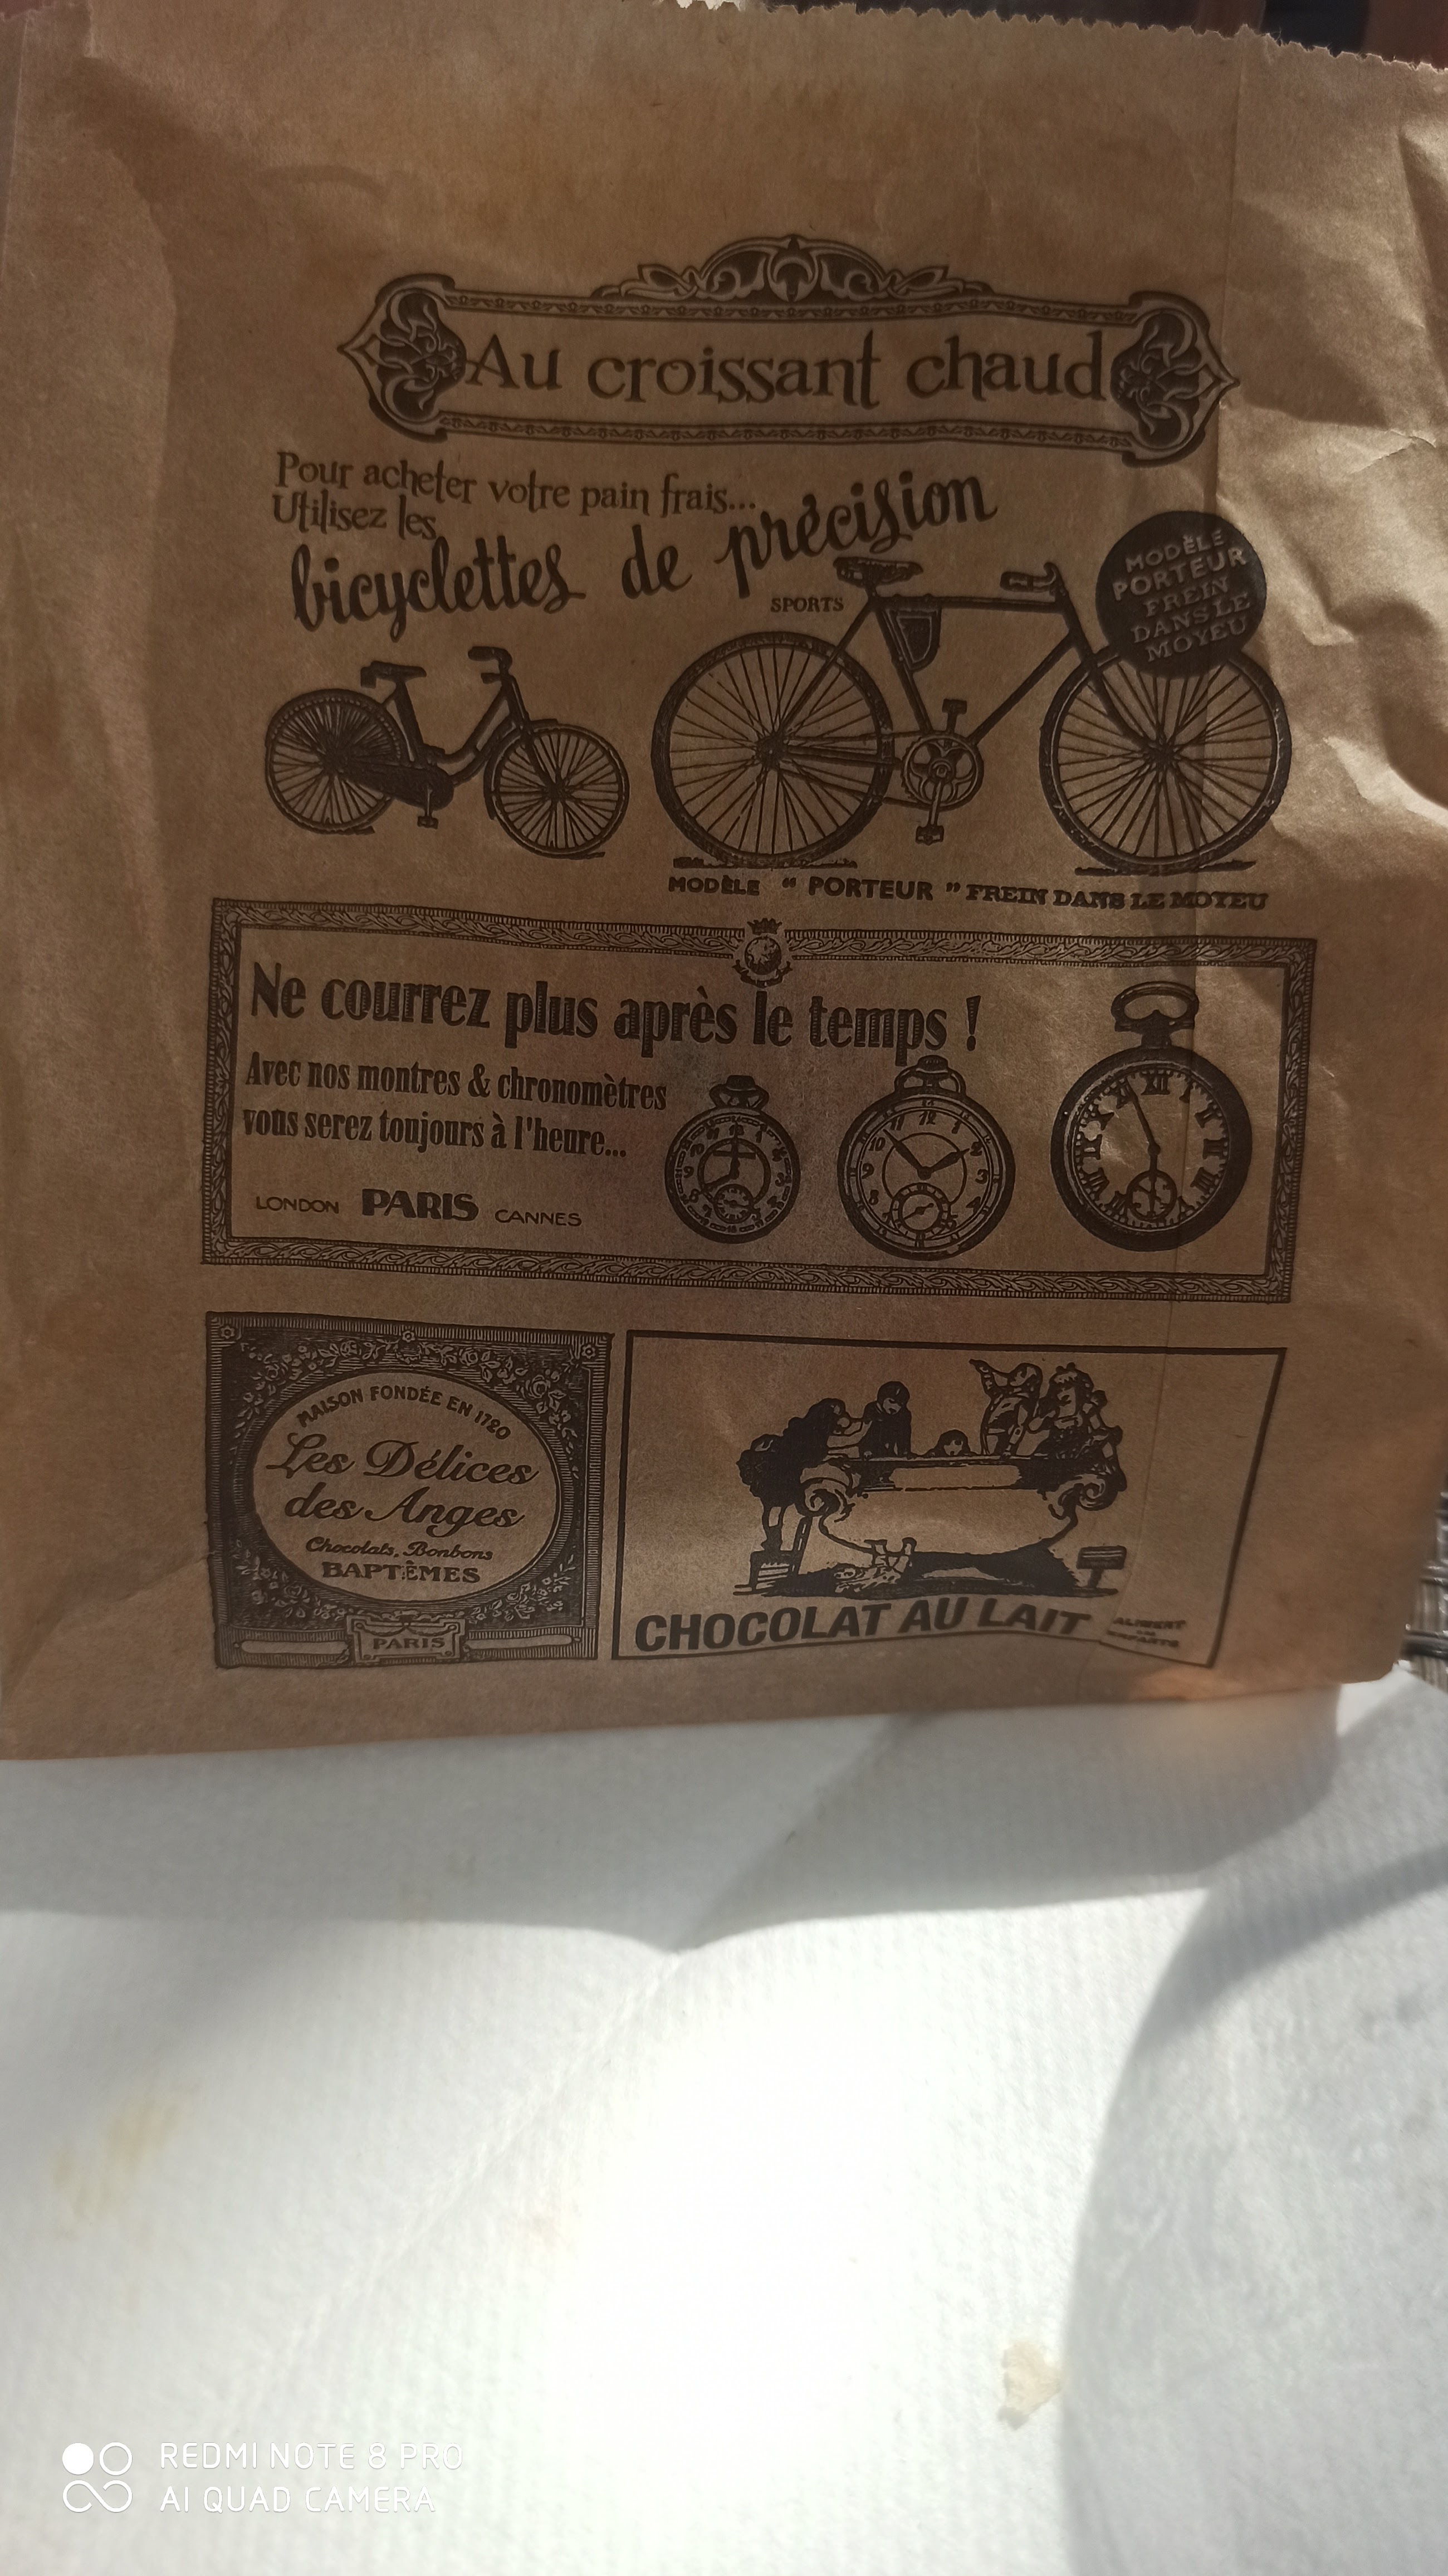 Au croissant chaud
Pour acheter votre pain frais...
Utilisez les
bicyclettes de précision
SPORTS
MODÈLE
PORTEUR
FREIN
DANS LE
MOYEU
MODÈLE “ PORTEUR ” FREIN DANS LE MOYEU
Ne courrez plus après le temps !
Avec nos montres & chronomètres
vous serez toujours à l'heure...
LONDON PARIS CANNES
MAISON FONDÉE EN 1720
Les Délices
des Anges
Chocolats, Bonbons
BAPTÊMES
PARIS
CHOCOLAT AU LAIT
ALIMENT
REDMI NOTE 8 PRO
AI QUAD CAMERA